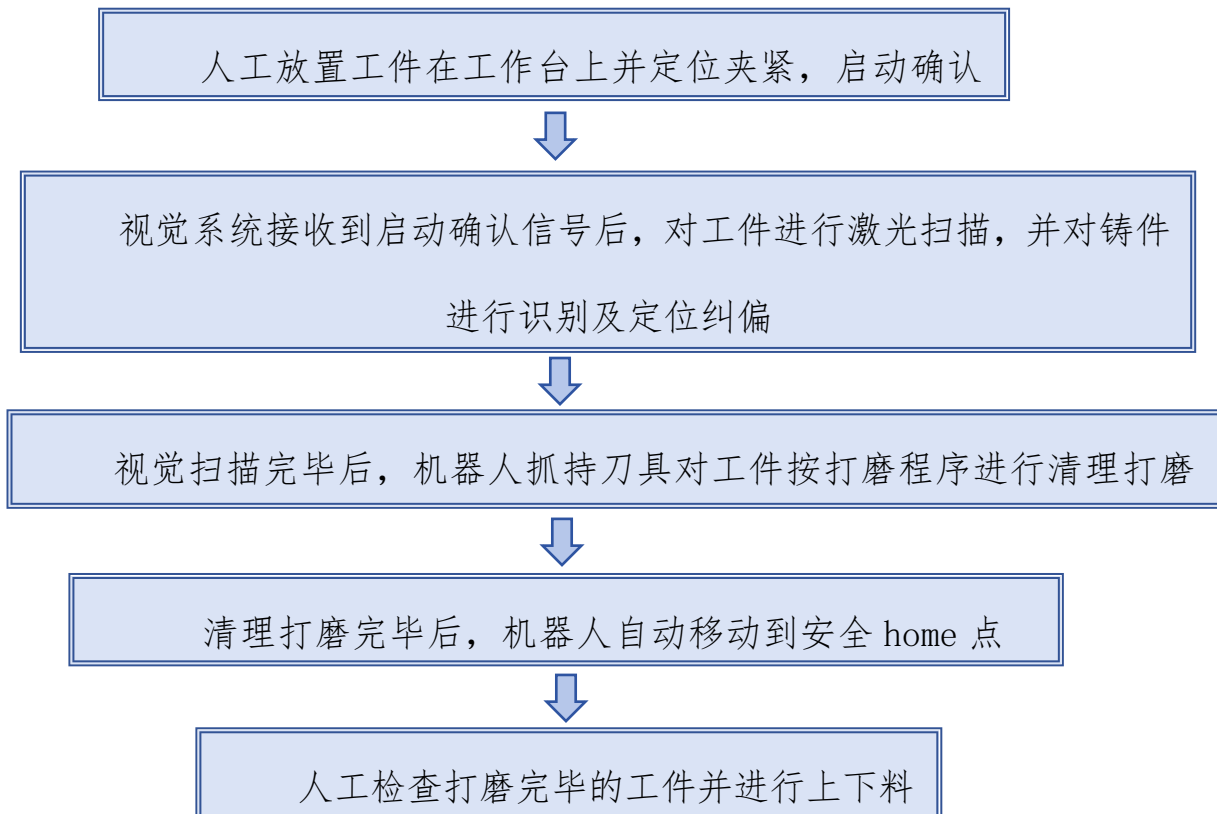 人工放置工件在工作台上并定位夹紧，启动确认
视觉系统接收到启动确认信号后，对工件进行激光扫描，并对铸件
进行识别及定位纠偏
视觉扫描完毕后，机器人抓持刀具对工件按打磨程序进行清理打磨
清理打磨完毕后，机器人自动移动到安全 home 点
人工检查打磨完毕的工件并进行上下料